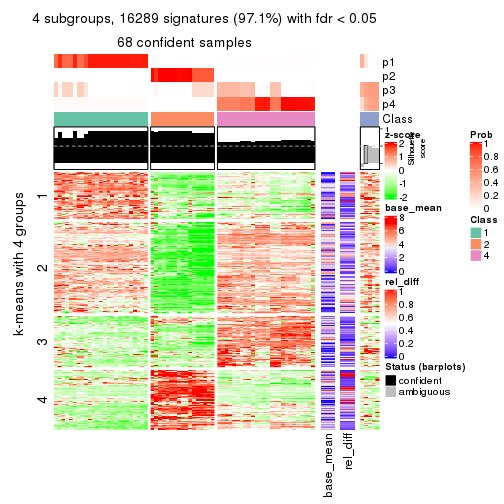 4 subgroups, 16289 signatures (97.1%) with fdr < 0.05
68 confident samples
p1
p2
p3
p4
Class
1
Silhouette
score
k-means with 4 groups
1
2
3
4
base_mean
rel_diff
z-score
2
1
0
-1
-2
base_mean
8
6
4
2
0
rel_diff
1
0.8
0.6
0.4
0.2
0
Status (barplots)
confident
ambiguous
Prob
1
0.8
0.6
0.4
0.2
0
Class
1
2
4